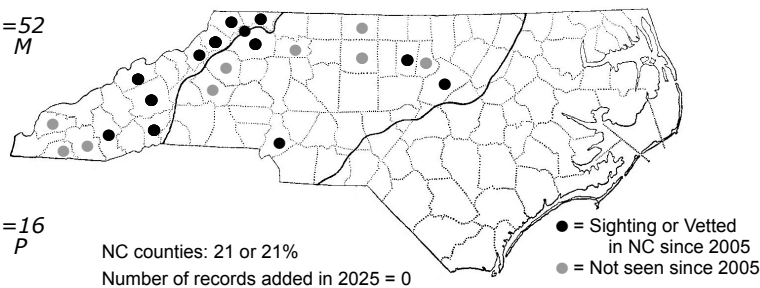 =52
M
=16
P
NC counties: 21 or 21%
Number of records added in 2025 = 0
● = Sighting or Vetted
in NC since 2005
● = Not seen since 2005